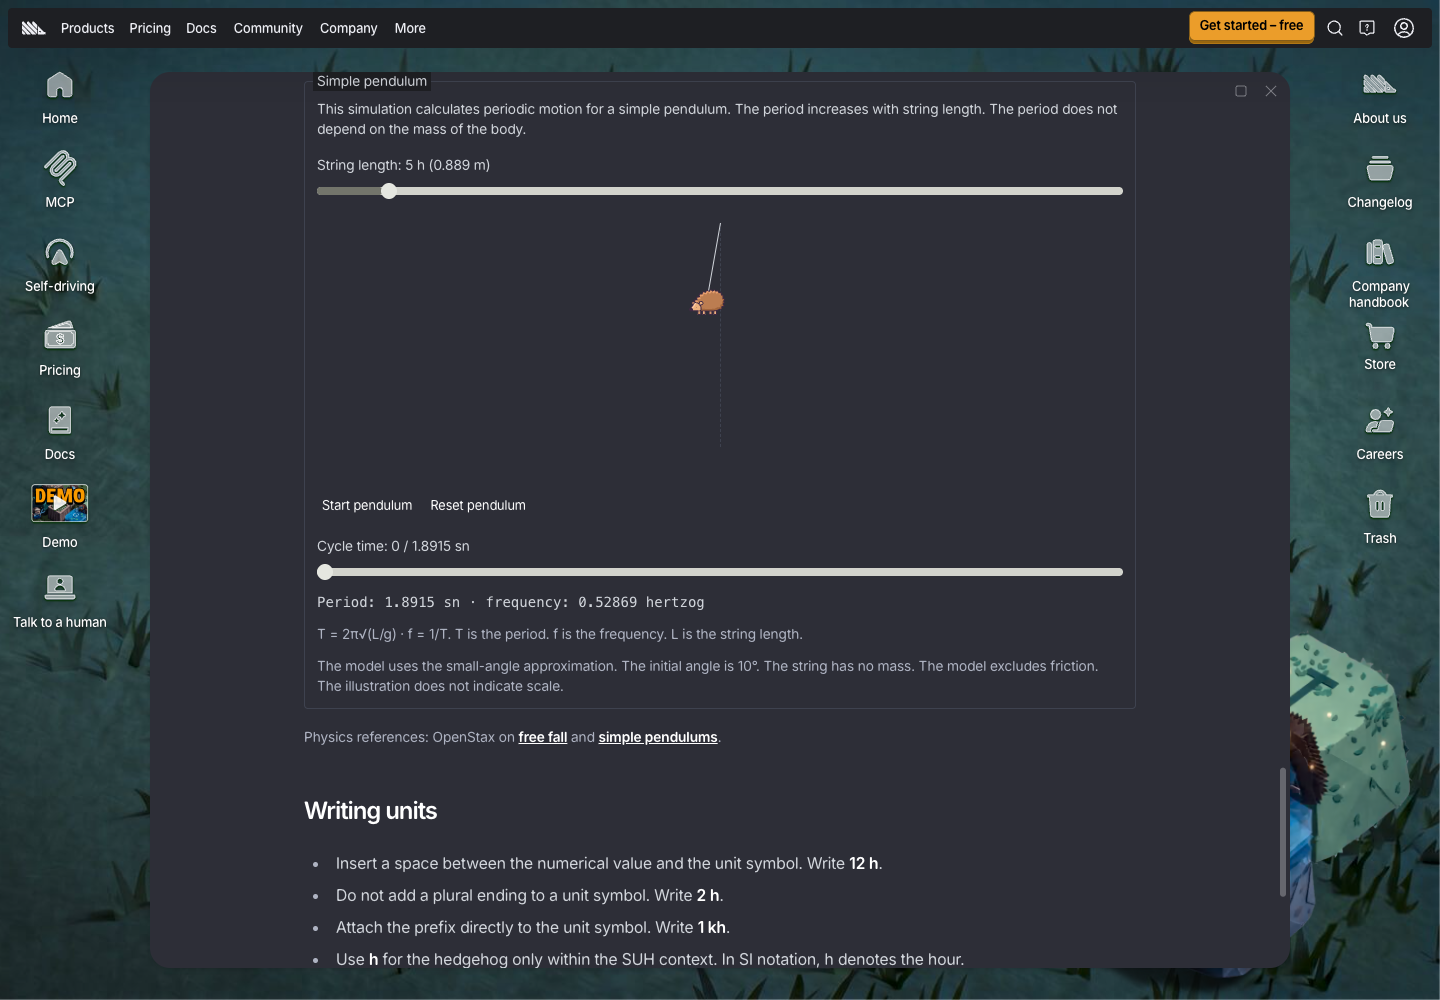 Products Pricing Docs Community Company More
Get started – free
Home
MCP
Self-driving
Pricing
Docs
DEMO
Demo
Talk to a human
Simple pendulum
This simulation calculates periodic motion for a simple pendulum. The period increases with string length. The period does not
depend on the mass of the body.
String length: 5 h (0.889 m)
Start pendulum Reset pendulum
Cycle time: 0 / 1.8915 sn
Period: 1.8915 sn · frequency: 0.52869 hertzog
T = 2π√(L/g) · f = 1/T. T is the period. f is the frequency. L is the string length.
The model uses the small-angle approximation. The initial angle is 10°. The string has no mass. The model excludes friction.
The illustration does not indicate scale.
Physics references: OpenStax on free fall and simple pendulums.
Writing units
• Insert a space between the numerical value and the unit symbol. Write 12 h.
• Do not add a plural ending to a unit symbol. Write 2 h.
• Attach the prefix directly to the unit symbol. Write 1 kh.
• Use h for the hedgehog only within the SUH context. In SI notation, h denotes the hour.
About us
Changelog
Company
handbook
Store
Careers
Trash